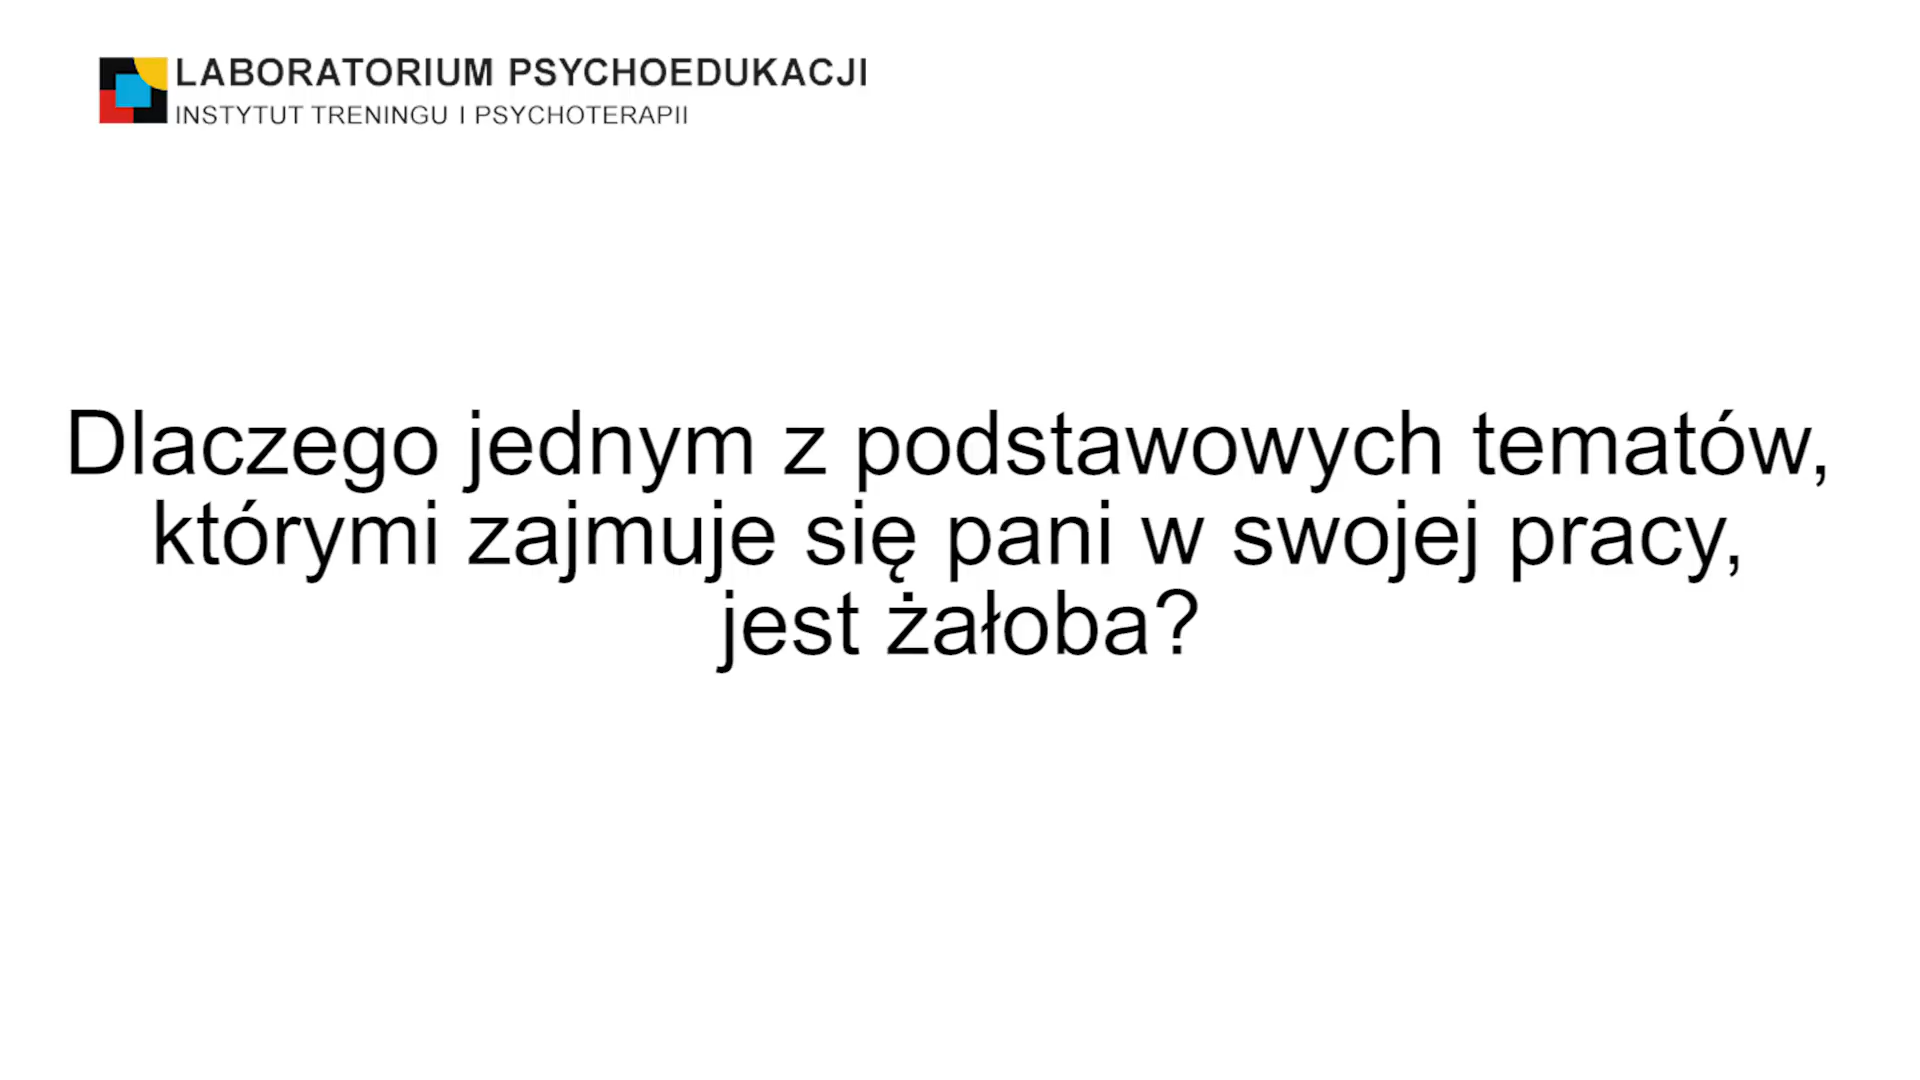 LABORATORIUM PSYCHOEDUKACJI
INSTYTUT TRENINGU I PSYCHOTERAPII
Dlaczego jednym z podstawowych tematów,
którymi zajmuje się pani w swojej pracy,
jest żałoba?